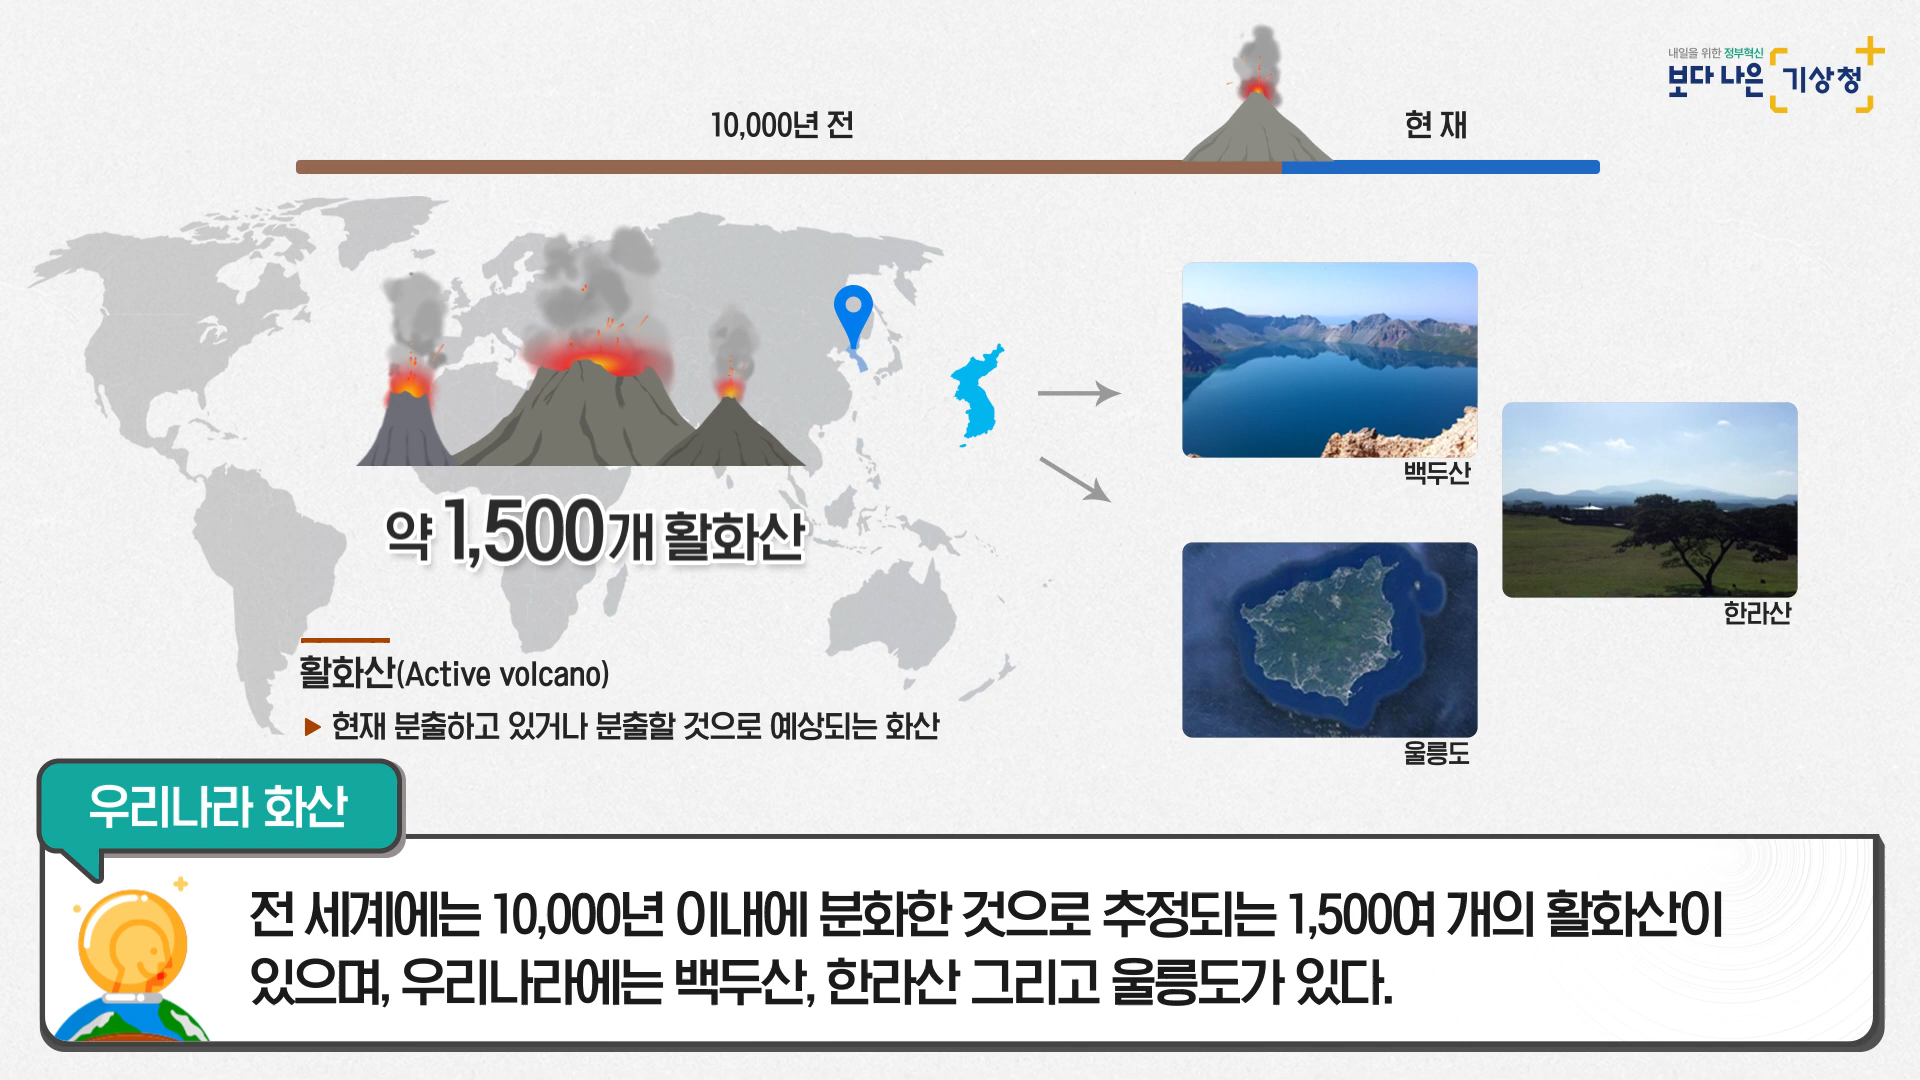 내일을 위한 정부혁신
보다 나은 기상청
10,000년 전
현 재
약 1,500개 활화산
백두산
한라산
울릉도
활화산(Active volcano)
▶ 현재 분출하고 있거나 분출할 것으로 예상되는 화산
우리나라 화산
전 세계에는 10,000년 이내에 분화한 것으로 추정되는 1,500여 개의 활화산이
있으며, 우리나라에는 백두산, 한라산 그리고 울릉도가 있다.